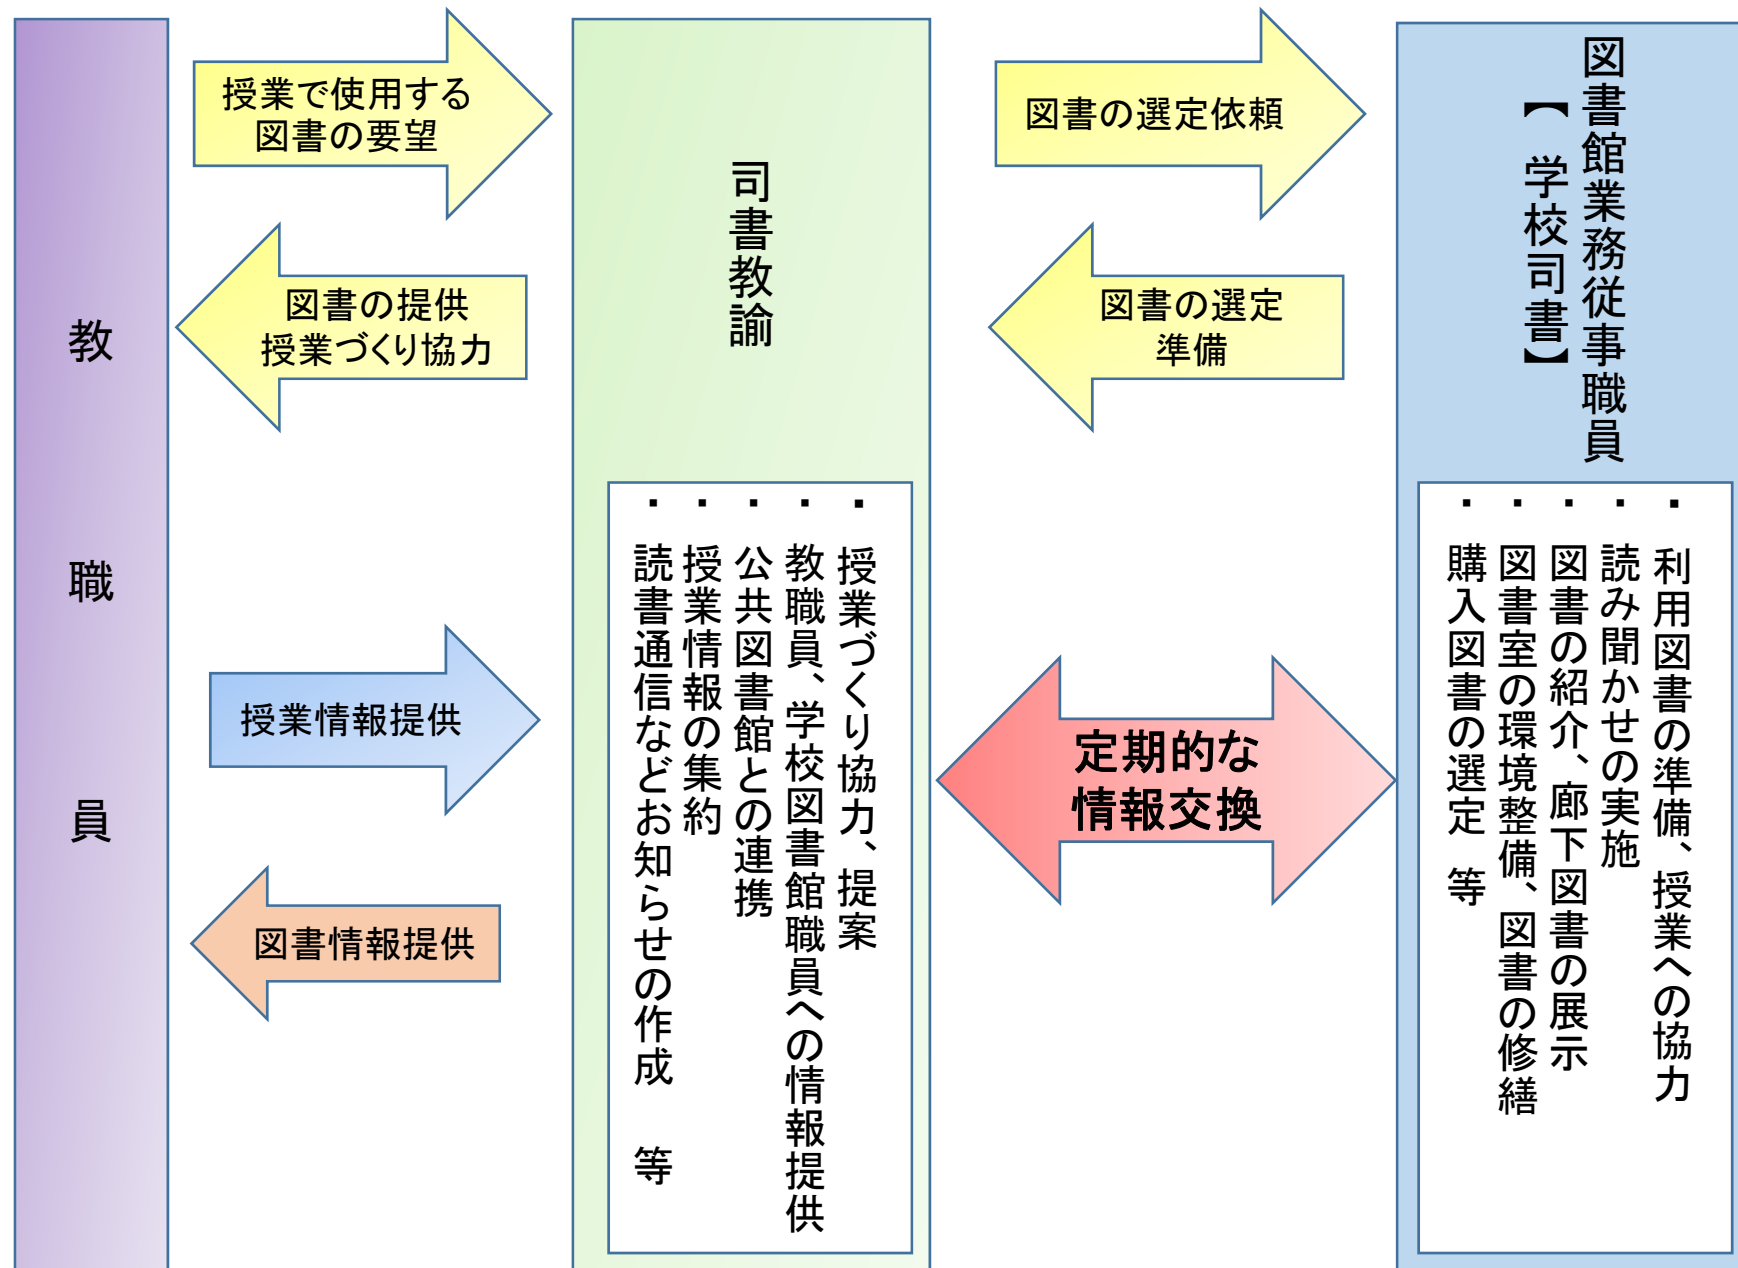 教職員
授業で使用する
図書の要望
図書の提供
授業づくり協力
授業情報提供
図書情報提供
司書教諭
・授業づくり協力、提案
・教職員、学校図書館職員への情報提供
・公共図書館との連携
・授業情報の集約
・読書通信などお知らせの作成　等
図書の選定依頼
図書の選定
準備
定期的な
情報交換
図書館業務従事職員
【　学校司書】
・利用図書の準備、授業への協力
・読み聞かせの実施
・図書の紹介、廊下図書の展示
・図書室の環境整備、図書の修繕
・購入図書の選定　等